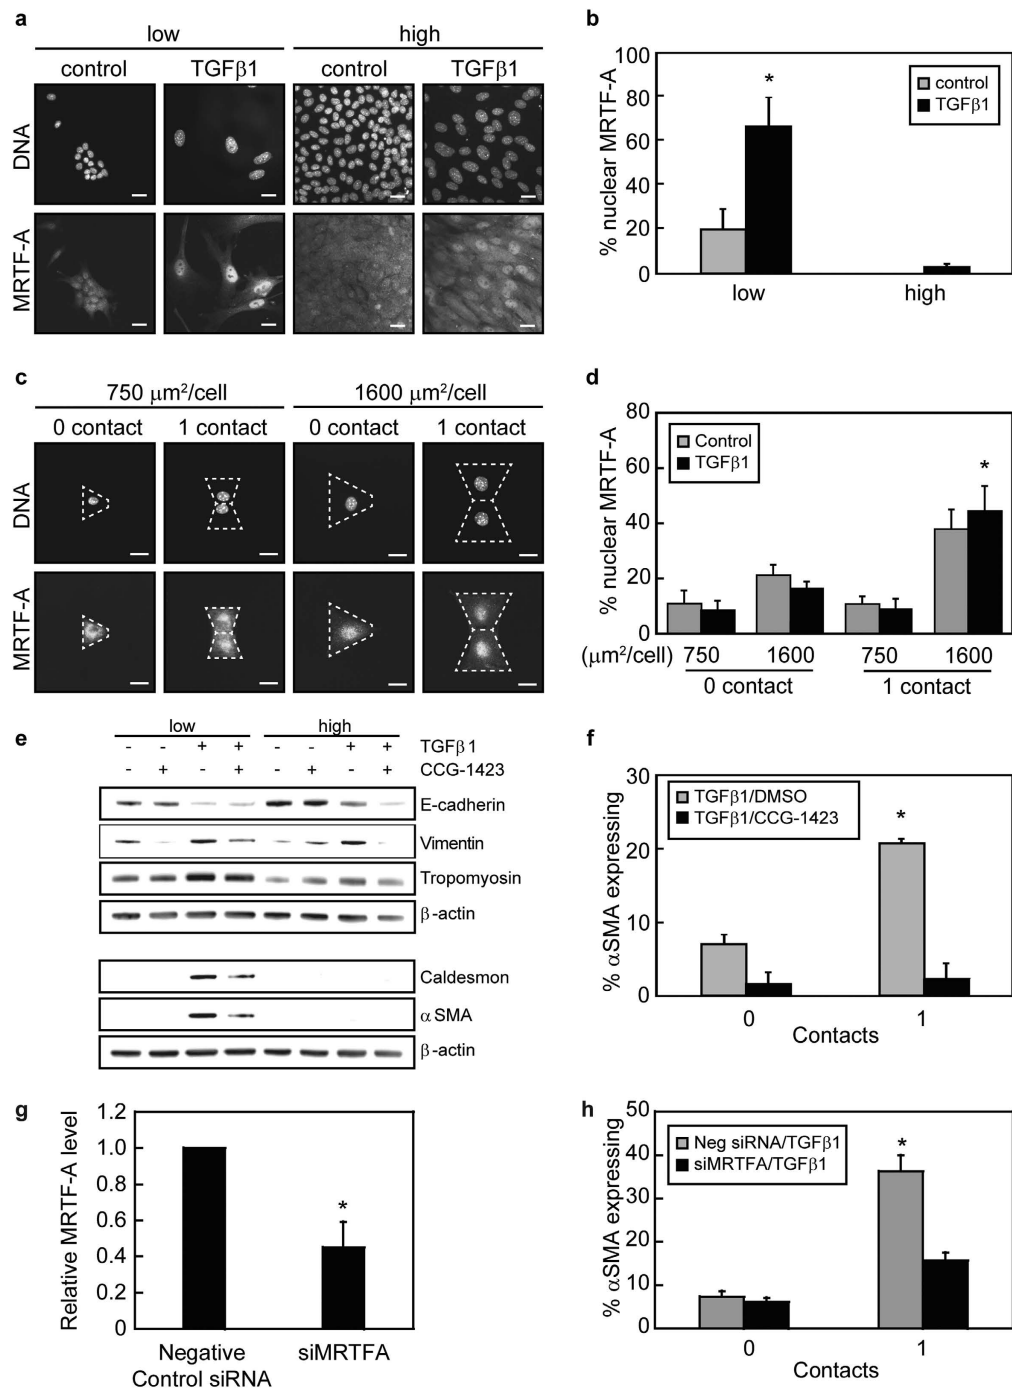 a
low high
control TGFβ1 control TGFβ1
DNA
MRTF-A
b
% nuclear MRTF-A
100
80
60
40
20
0
*
control
TGFβ1
low high
c
750 μm²/cell 1600 μm²/cell
0 contact 1 contact 0 contact 1 contact
DNA
MRTF-A
d
% nuclear MRTF-A
80
60
40
20
0
Control
TGFβ1
*
(μm²/cell) 750 1600 750 1600
0 contact 1 contact
e
low high
- - + + - - + + TGFβ1
- + - + - + - + CCG-1423
E-cadherin
Vimentin
Tropomyosin
β-actin
Caldesmon
αSMA
β-actin
f
% αSMA expressing
30
20
10
0
TGFβ1/DMSO
TGFβ1/CCG-1423
*
0 1
Contacts
g
Relative MRTF-A level
1.2
1.0
0.8
0.6
0.4
0.2
0
*
Negative siMRTFA
Control siRNA
h
% αSMA expressing
50
40
30
20
10
0
Neg siRNA/TGFβ1
siMRTFA/TGFβ1
*
0 1
Contacts